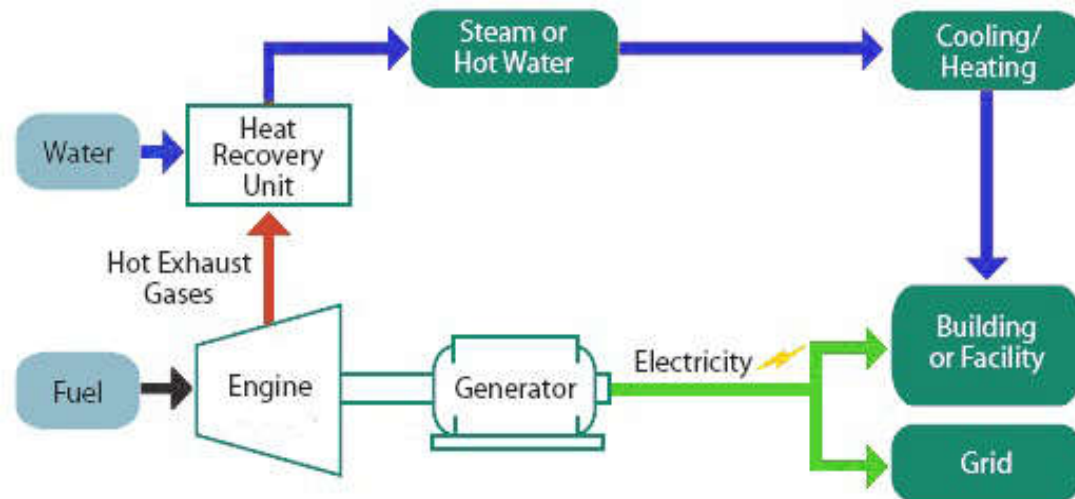 Steam or
Hot Water
Cooling/
Heating
Water
Heat
Recovery
Unit
Hot Exhaust
Gases
Fuel
Engine
Generator
Electricity
Building
or Facility
Grid